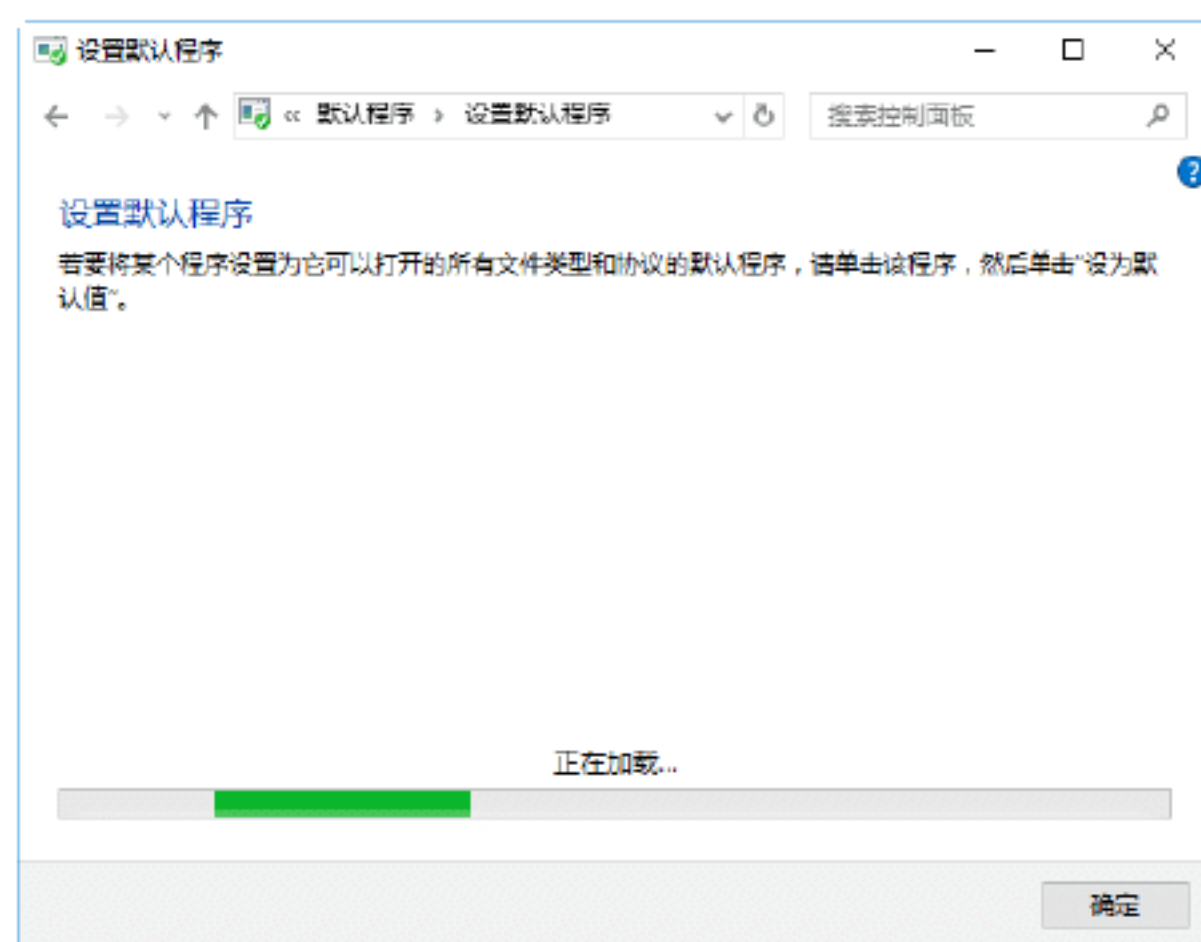 设置默认程序
« 默认程序 › 设置默认程序
搜索控制面板
?
设置默认程序
若要将某个程序设置为它可以打开的所有文件类型和协议的默认程序，请单击该程序，然后单击"设为默
认值"。
正在加载...
确定